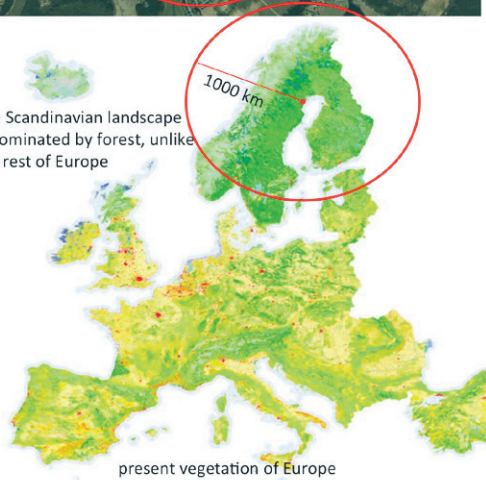 1000 km
Scandinavian landscape
ominated by forest, unlike
rest of Europe
present vegetation of Europe